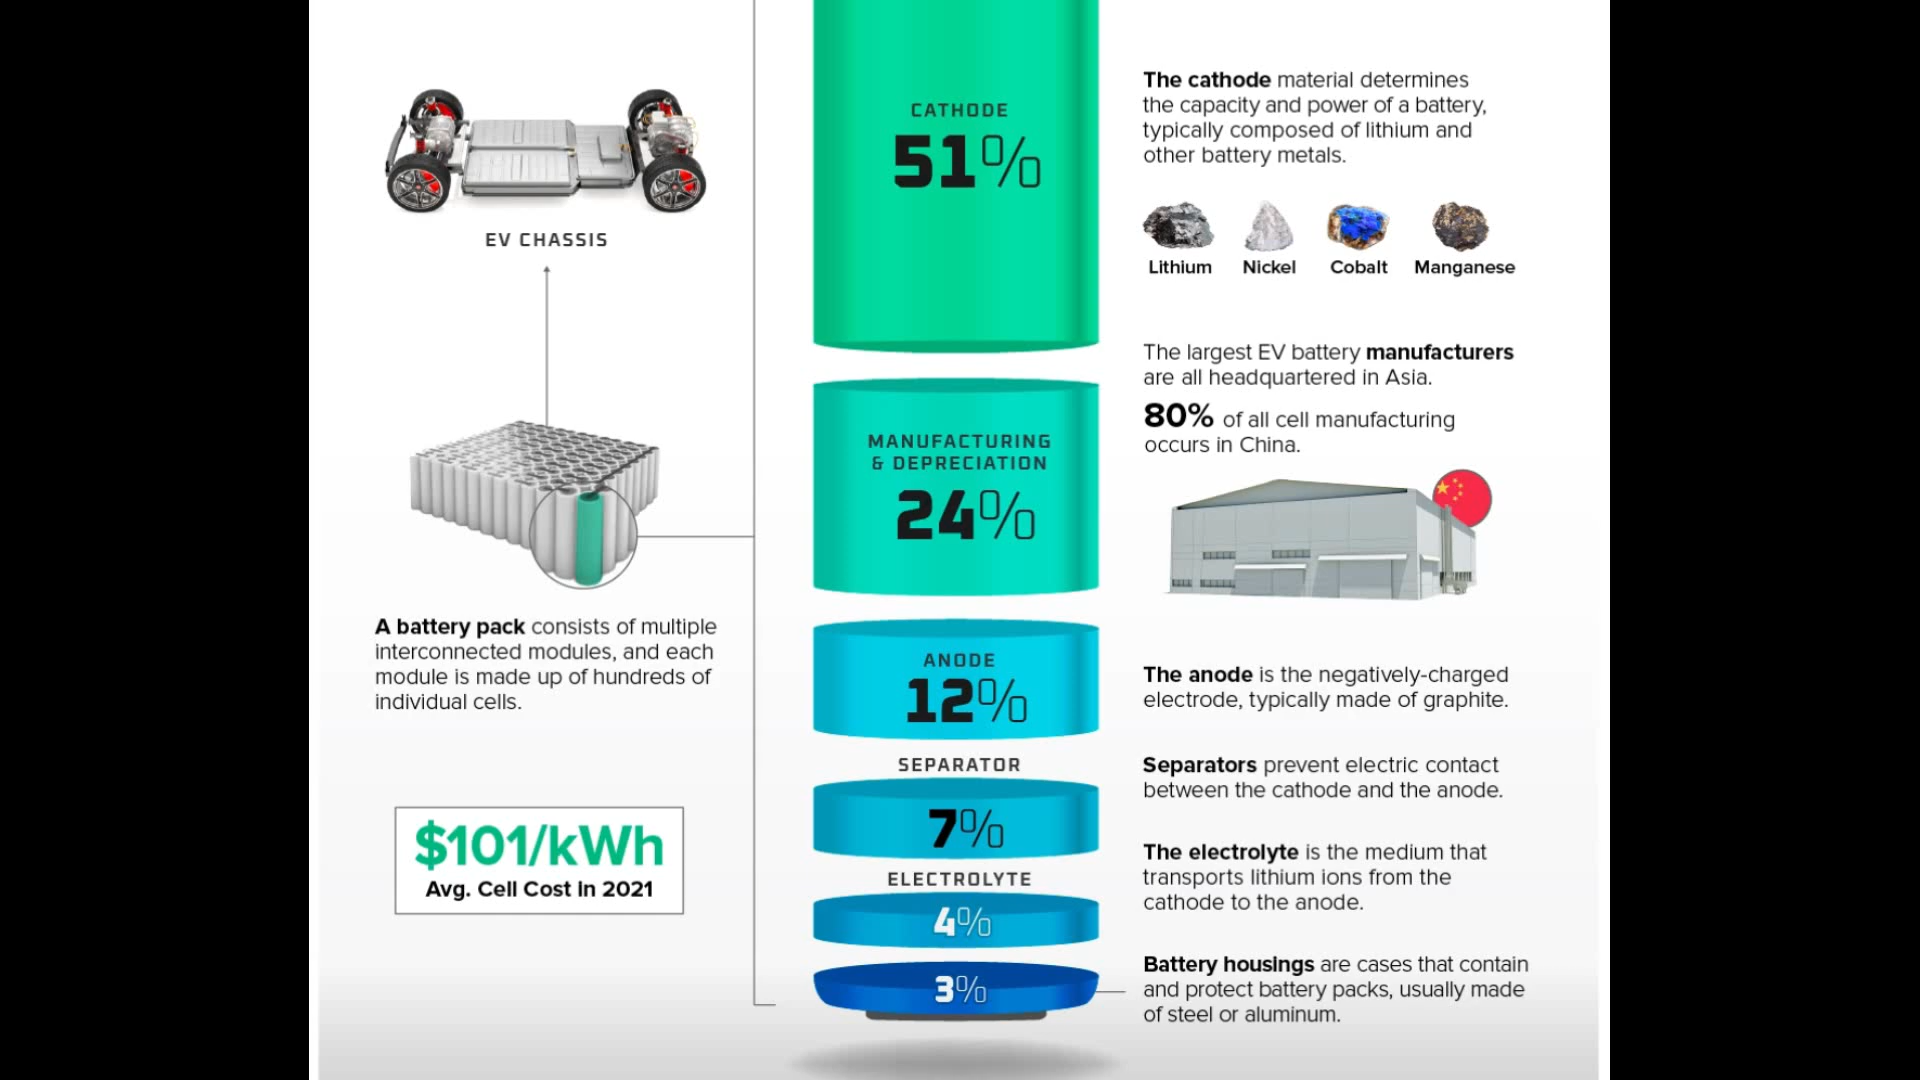 EV CHASSIS
A battery pack consists of multiple
interconnected modules, and each
module is made up of hundreds of
individual cells.
$101/kWh
Avg. Cell Cost in 2021
CATHODE
51%
MANUFACTURING
& DEPRECIATION
24%
ANODE
12%
SEPARATOR
7%
ELECTROLYTE
4%
3%
The cathode material determines
the capacity and power of a battery,
typically composed of lithium and
other battery metals.
Lithium Nickel Cobalt Manganese
The largest EV battery manufacturers
are all headquartered in Asia.
80% of all cell manufacturing
occurs in China.
The anode is the negatively-charged
electrode, typically made of graphite.
Separators prevent electric contact
between the cathode and the anode.
The electrolyte is the medium that
transports lithium ions from the
cathode to the anode.
Battery housings are cases that contain
and protect battery packs, usually made
of steel or aluminum.